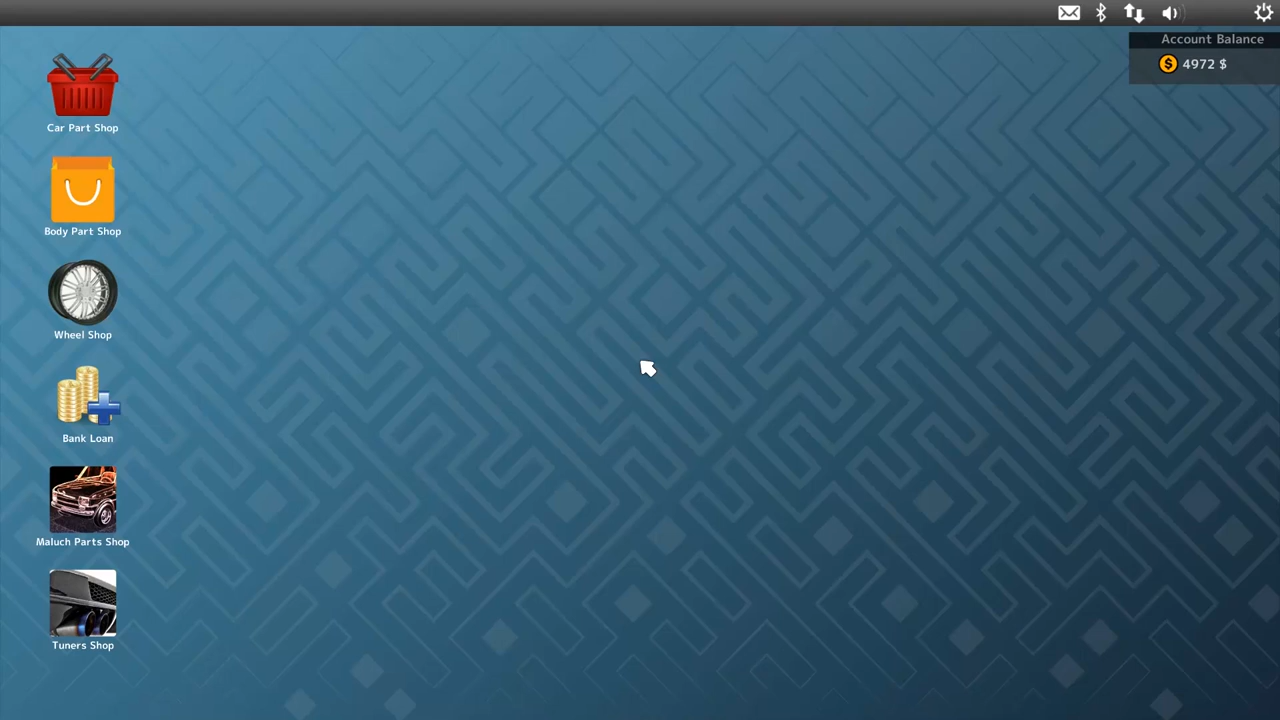 Account Balance
4972 $
Car Part Shop
Body Part Shop
Wheel Shop
Bank Loan
Maluch Parts Shop
Tuners Shop